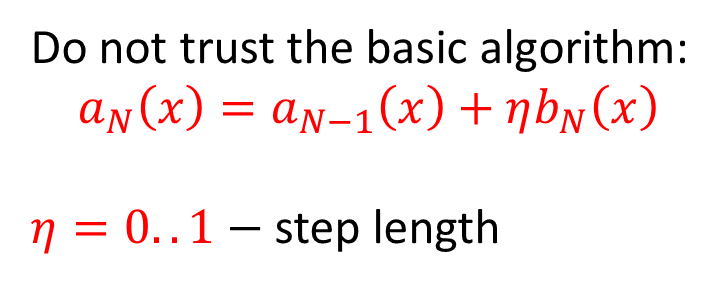 Do not trust the basic algorithm:
𝑎_𝑁(𝑥) = 𝑎_{𝑁−1}(𝑥) + 𝜂𝑏_𝑁(𝑥)
𝜂 = 0..1 – step length